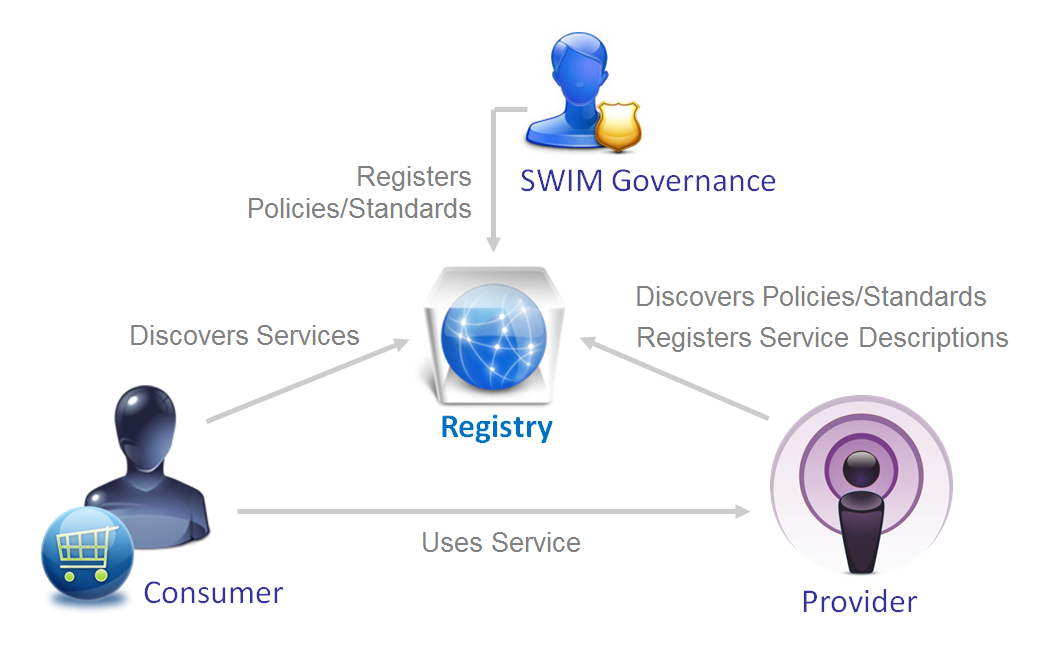 SWIM Governance
Registers
Policies/Standards
Discovers Policies/Standards
Registers Service Descriptions
Discovers Services
Registry
Uses Service
Consumer
Provider